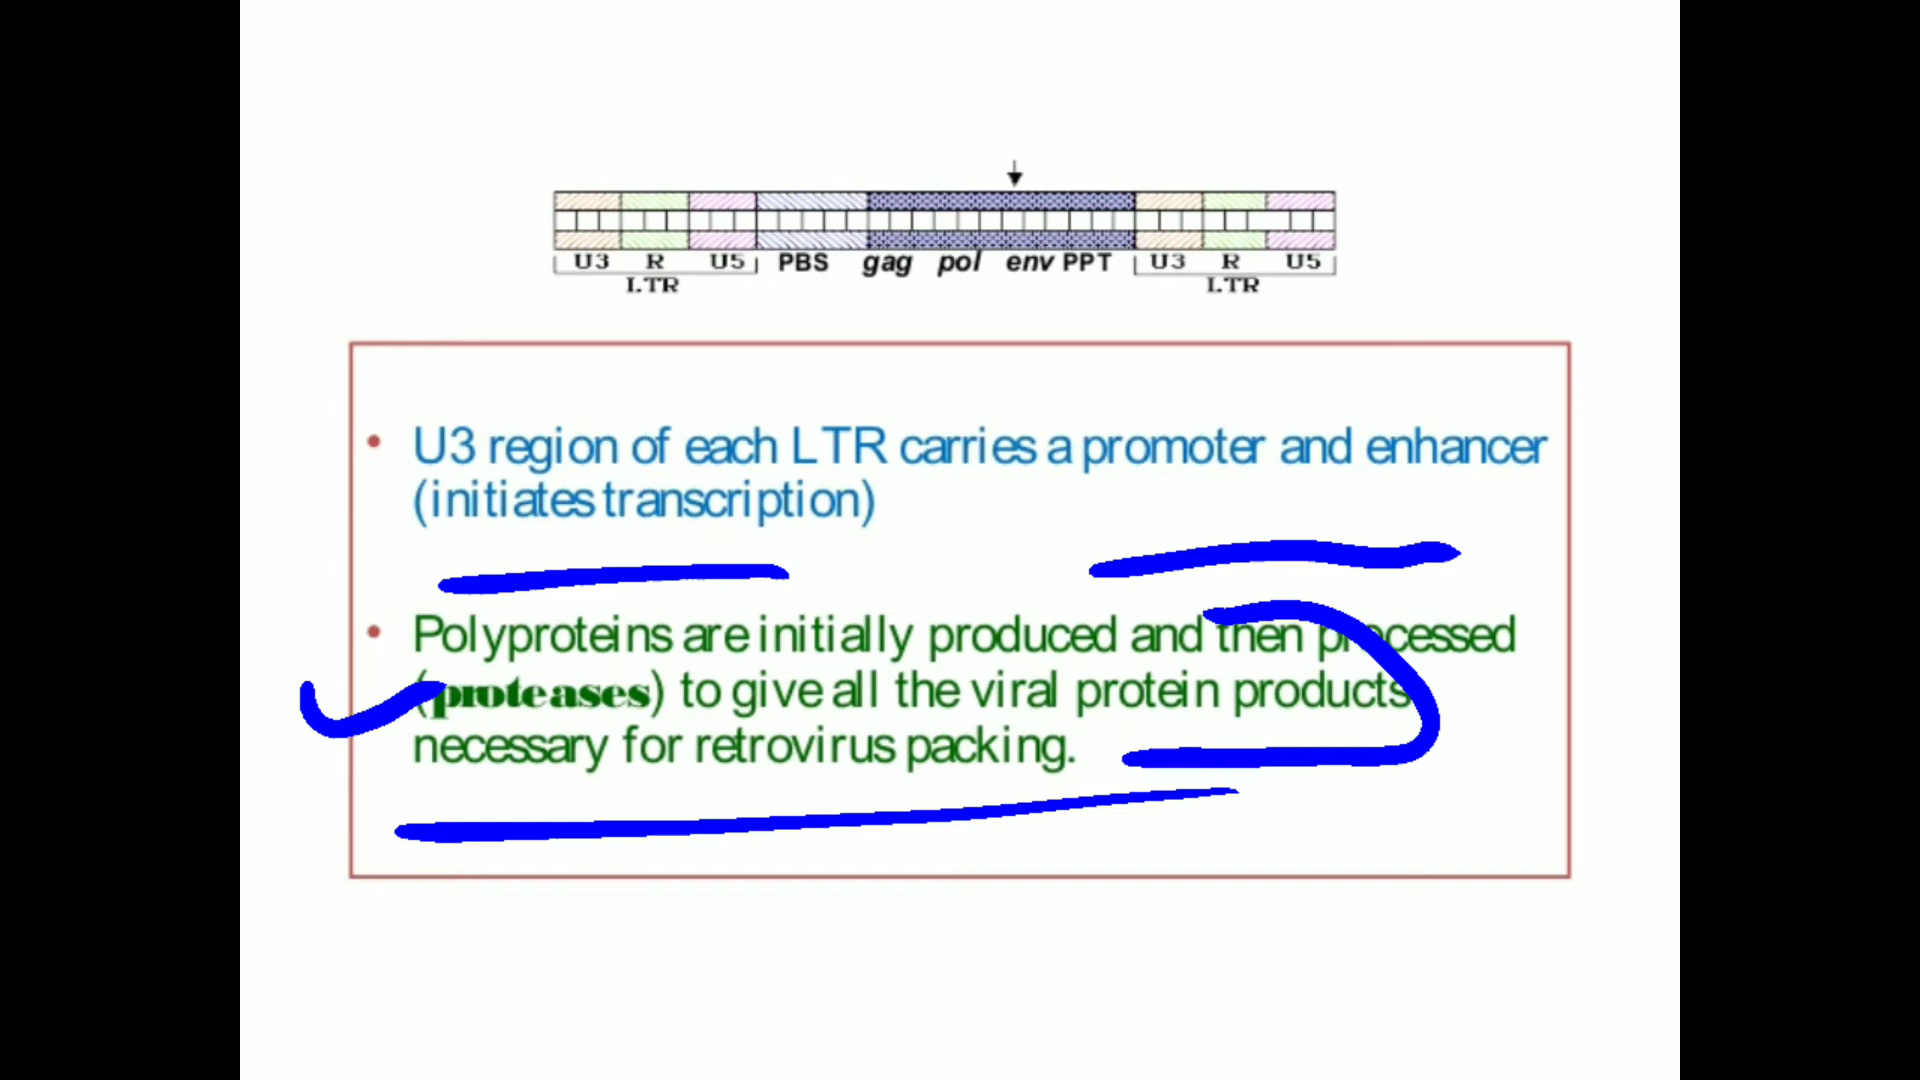 U3 R U5 PBS gag pol env PPT U3 R U5
LTR LTR
• U3 region of each LTR carries a promoter and enhancer
(initiates transcription)
• Polyproteins are initially produced and then processed
(proteases) to give all the viral protein products
necessary for retrovirus packing.